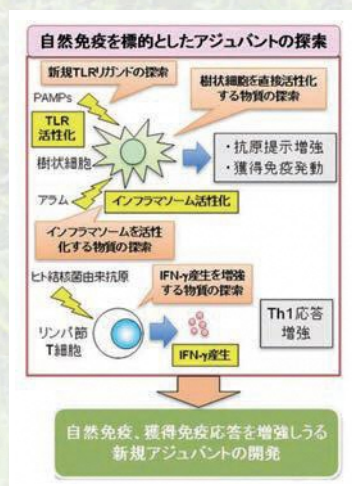 自然免疫を標的としたアジュバントの探索
新規TLRリガンドの探索
樹状細胞を直接活性化
する物質の探索
PAMPs
TLR
活性化
樹状細胞
・抗原提示増強
・獲得免疫発動
アラム
インフラマソーム活性化
インフラマソームを活性
化する物質の探索
ヒト結核菌由来抗原
IFN-γ産生を増強
する物質の探索
リンパ節
T細胞
IFN-γ産生
Th1応答
増強
自然免疫、獲得免疫応答を増強しうる
新規アジュバントの開発